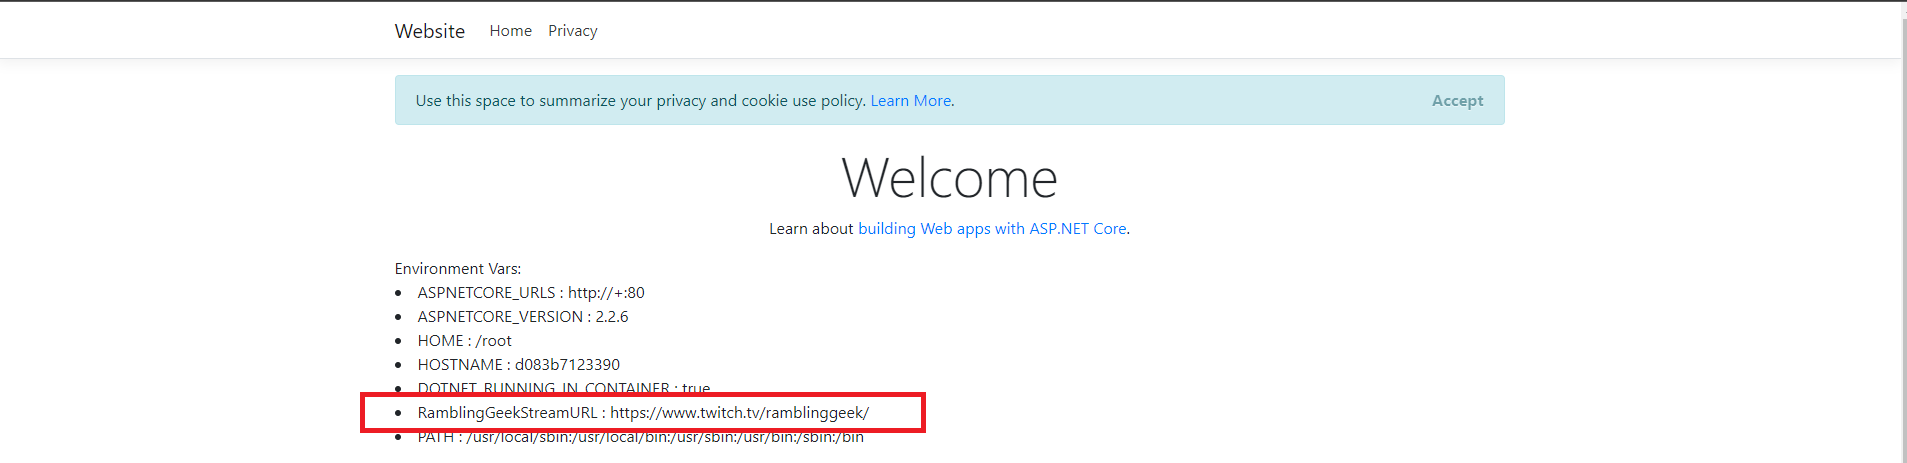 Website Home Privacy
Use this space to summarize your privacy and cookie use policy. Learn More. Accept
Welcome
Learn about building Web apps with ASP.NET Core.
Environment Vars:
• ASPNETCORE_URLS : http://+:80
• ASPNETCORE_VERSION : 2.2.6
• HOME : /root
• HOSTNAME : d083b7123390
• DOTNET_RUNNING_IN_CONTAINER : true
• RamblingGeekStreamURL : https://www.twitch.tv/ramblinggeek/
• PATH : /usr/local/sbin:/usr/local/bin:/usr/sbin:/usr/bin:/sbin:/bin